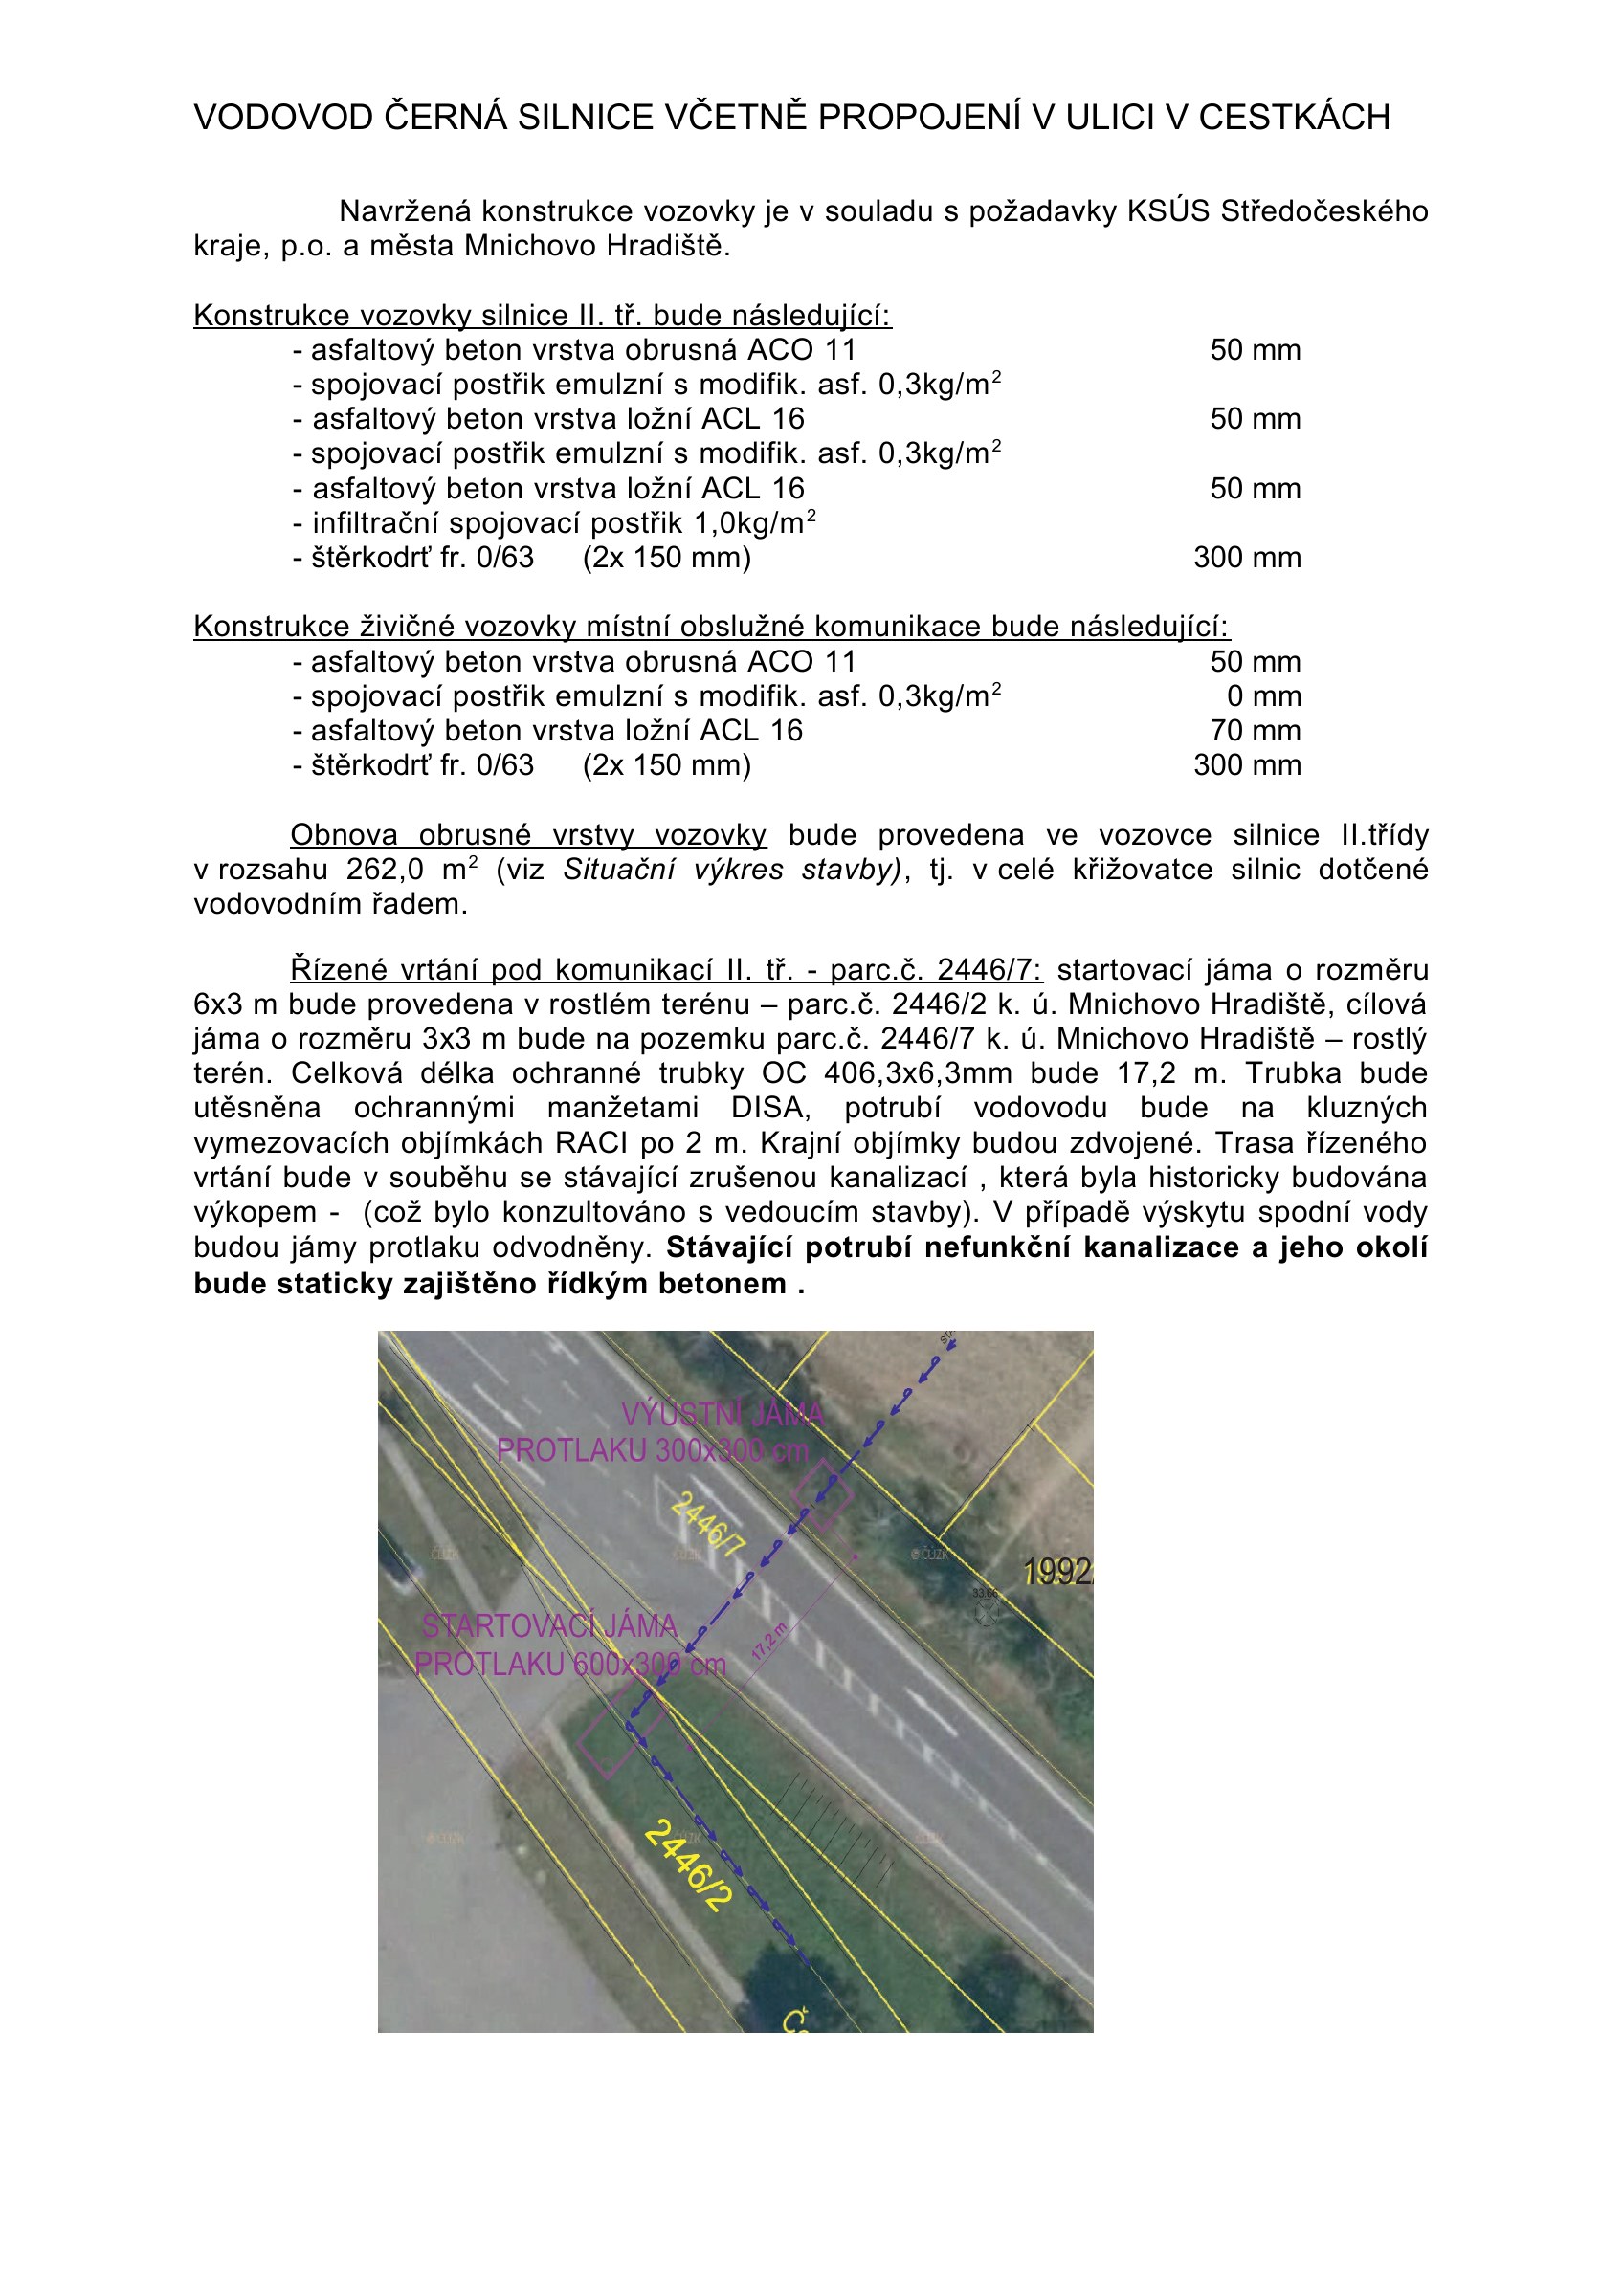 VODOVOD ČERNÁ SILNICE VČETNĚ PROPOJENÍ V ULICI V CESTKÁCH
Navržená konstrukce vozovky je v souladu s požadavky KSÚS Středočeského
kraje, p.o. a města Mnichovo Hradiště.
Konstrukce vozovky silnice II. tř. bude následující:
- asfaltový beton vrstva obrusná ACO 11 50 mm
- spojovací postřik emulzní s modifik. asf. 0,3kg/m²
- asfaltový beton vrstva ložní ACL 16 50 mm
- spojovací postřik emulzní s modifik. asf. 0,3kg/m²
- asfaltový beton vrstva ložní ACL 16 50 mm
- infiltrační spojovací postřik 1,0kg/m²
- štěrkodrť fr. 0/63 (2x 150 mm) 300 mm
Konstrukce živičné vozovky místní obslužné komunikace bude následující:
- asfaltový beton vrstva obrusná ACO 11 50 mm
- spojovací postřik emulzní s modifik. asf. 0,3kg/m² 0 mm
- asfaltový beton vrstva ložní ACL 16 70 mm
- štěrkodrť fr. 0/63 (2x 150 mm) 300 mm
Obnova obrusné vrstvy vozovky bude provedena ve vozovce silnice II.třídy
v rozsahu 262,0 m² (viz Situační výkres stavby), tj. v celé křižovatce silnic dotčené
vodovodním řadem.
Řízené vrtání pod komunikací II. tř. - parc.č. 2446/7: startovací jáma o rozměru
6x3 m bude provedena v rostlém terénu – parc.č. 2446/2 k. ú. Mnichovo Hradiště, cílová
jáma o rozměru 3x3 m bude na pozemku parc.č. 2446/7 k. ú. Mnichovo Hradiště – rostlý
terén. Celková délka ochranné trubky OC 406,3x6,3mm bude 17,2 m. Trubka bude
utěsněna ochrannými manžetami DISA, potrubí vodovodu bude na kluzných
vymezovacích objímkách RACI po 2 m. Krajní objímky budou zdvojené. Trasa řízeného
vrtání bude v souběhu se stávající zrušenou kanalizací , která byla historicky budována
výkopem - (což bylo konzultováno s vedoucím stavby). V případě výskytu spodní vody
budou jámy protlaku odvodněny. Stávající potrubí nefunkční kanalizace a jeho okolí
bude staticky zajištěno řídkým betonem .
VÝÚSTNÍ JÁMA
PROTLAKU 300x300 cm
2446/7
ČÚZK
ČÚZK
© ČÚZK
1992
33.66
STARTOVACÍ JÁMA
PROTLAKU 600x300 cm
17,2 m
2446/2
© ČÚZK
ČÚZK
ČÚZK